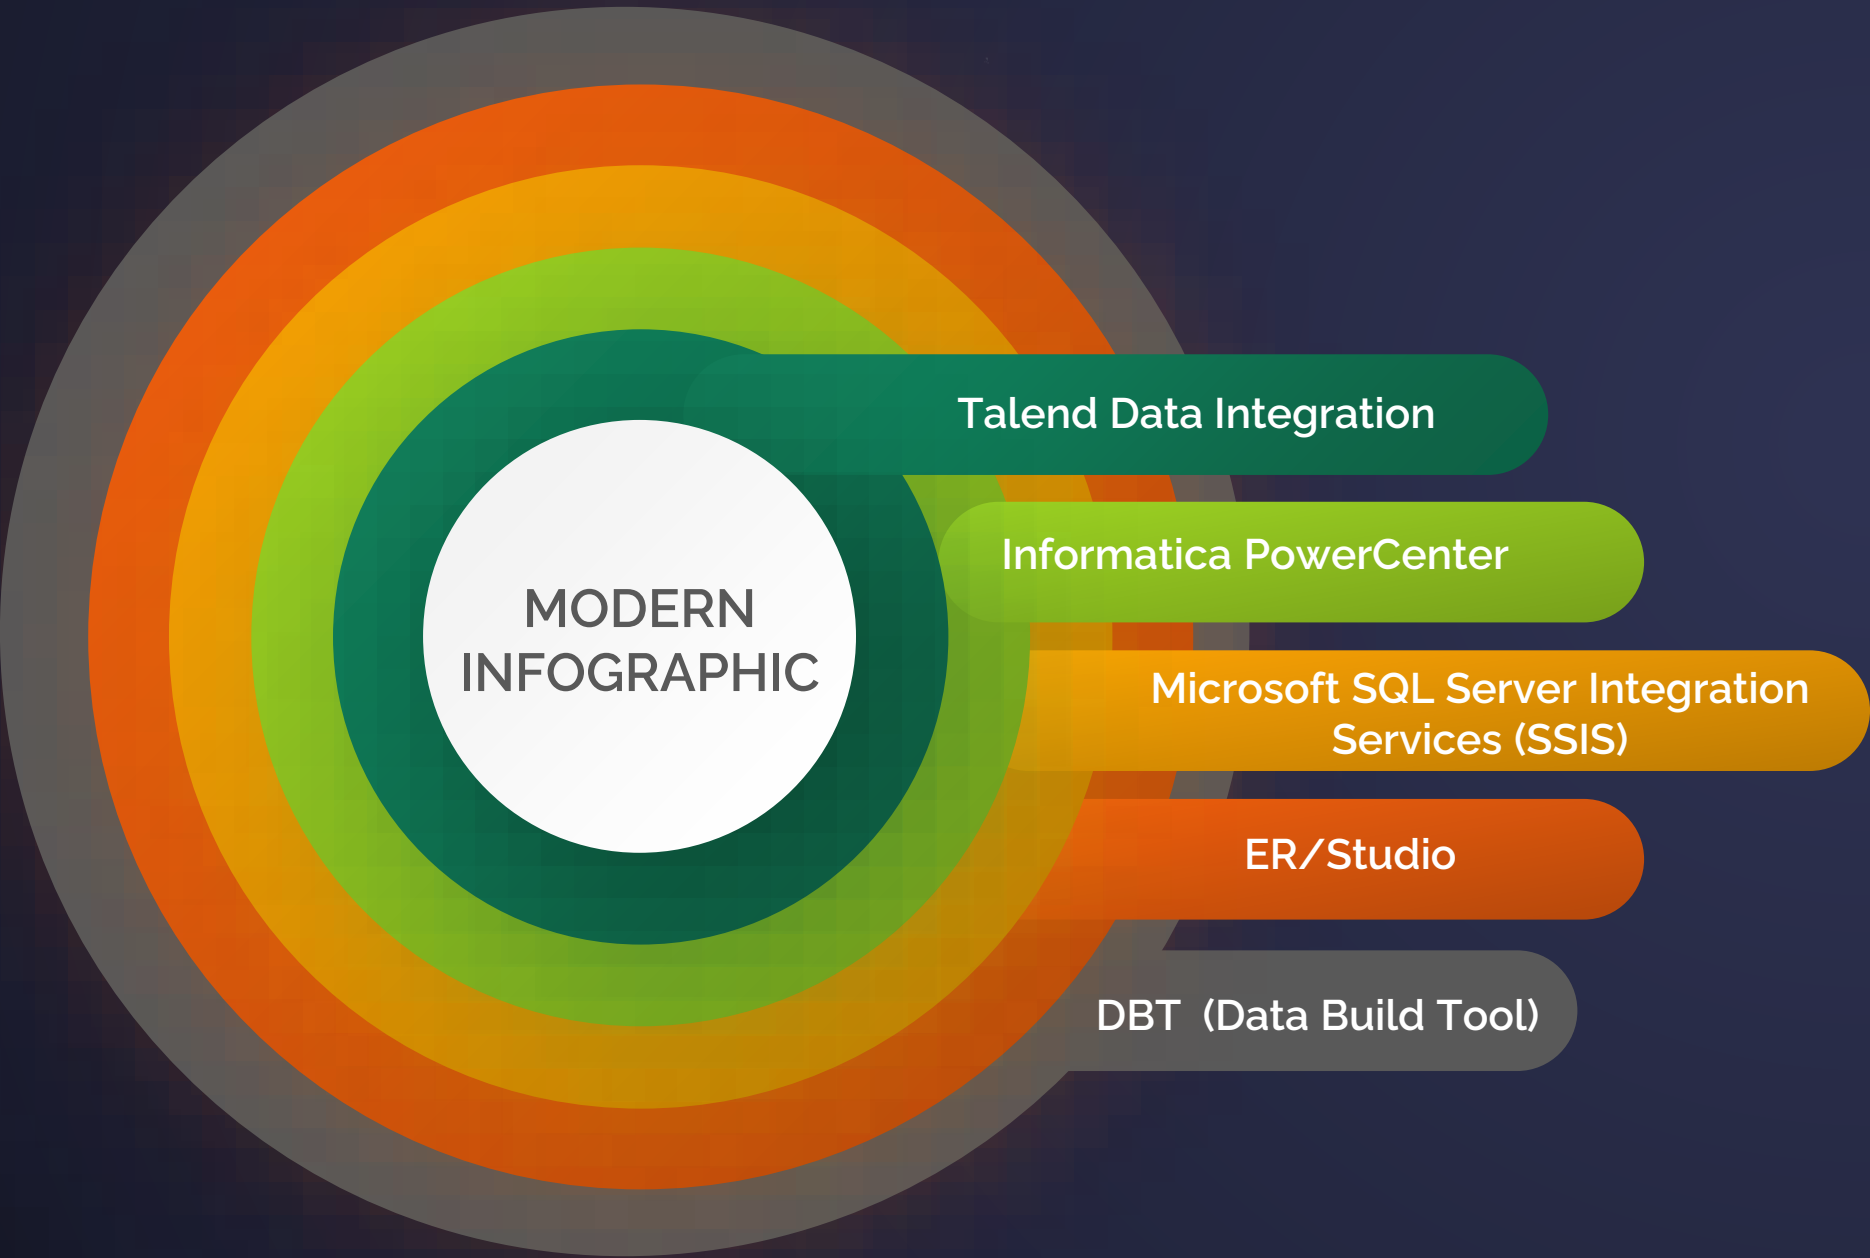 MODERN
INFOGRAPHIC
Talend Data Integration
Informatica PowerCenter
Microsoft SQL Server Integration
Services (SSIS)
ER/Studio
DBT  (Data Build Tool)